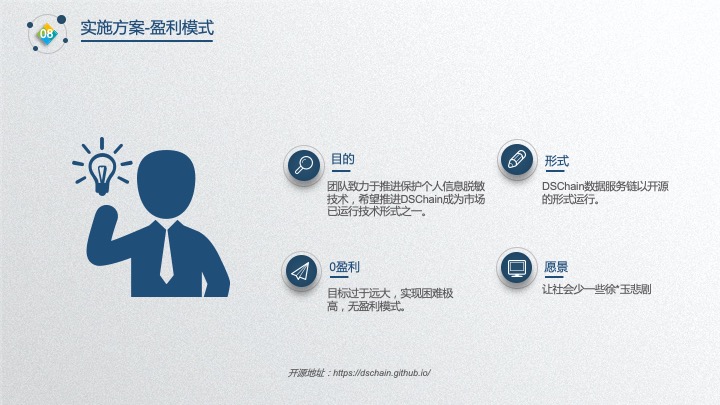 08
实施方案-盈利模式
目的
团队致力于推进保护个人信息脱敏
技术，希望推进DSChain成为市场
已运行技术形式之一。
形式
DSChain数据服务链以开源
的形式运行。
0盈利
目标过于远大，实现困难极
高，无盈利模式。
愿景
让社会少一些徐*玉悲剧
开源地址：https://dschain.github.io/